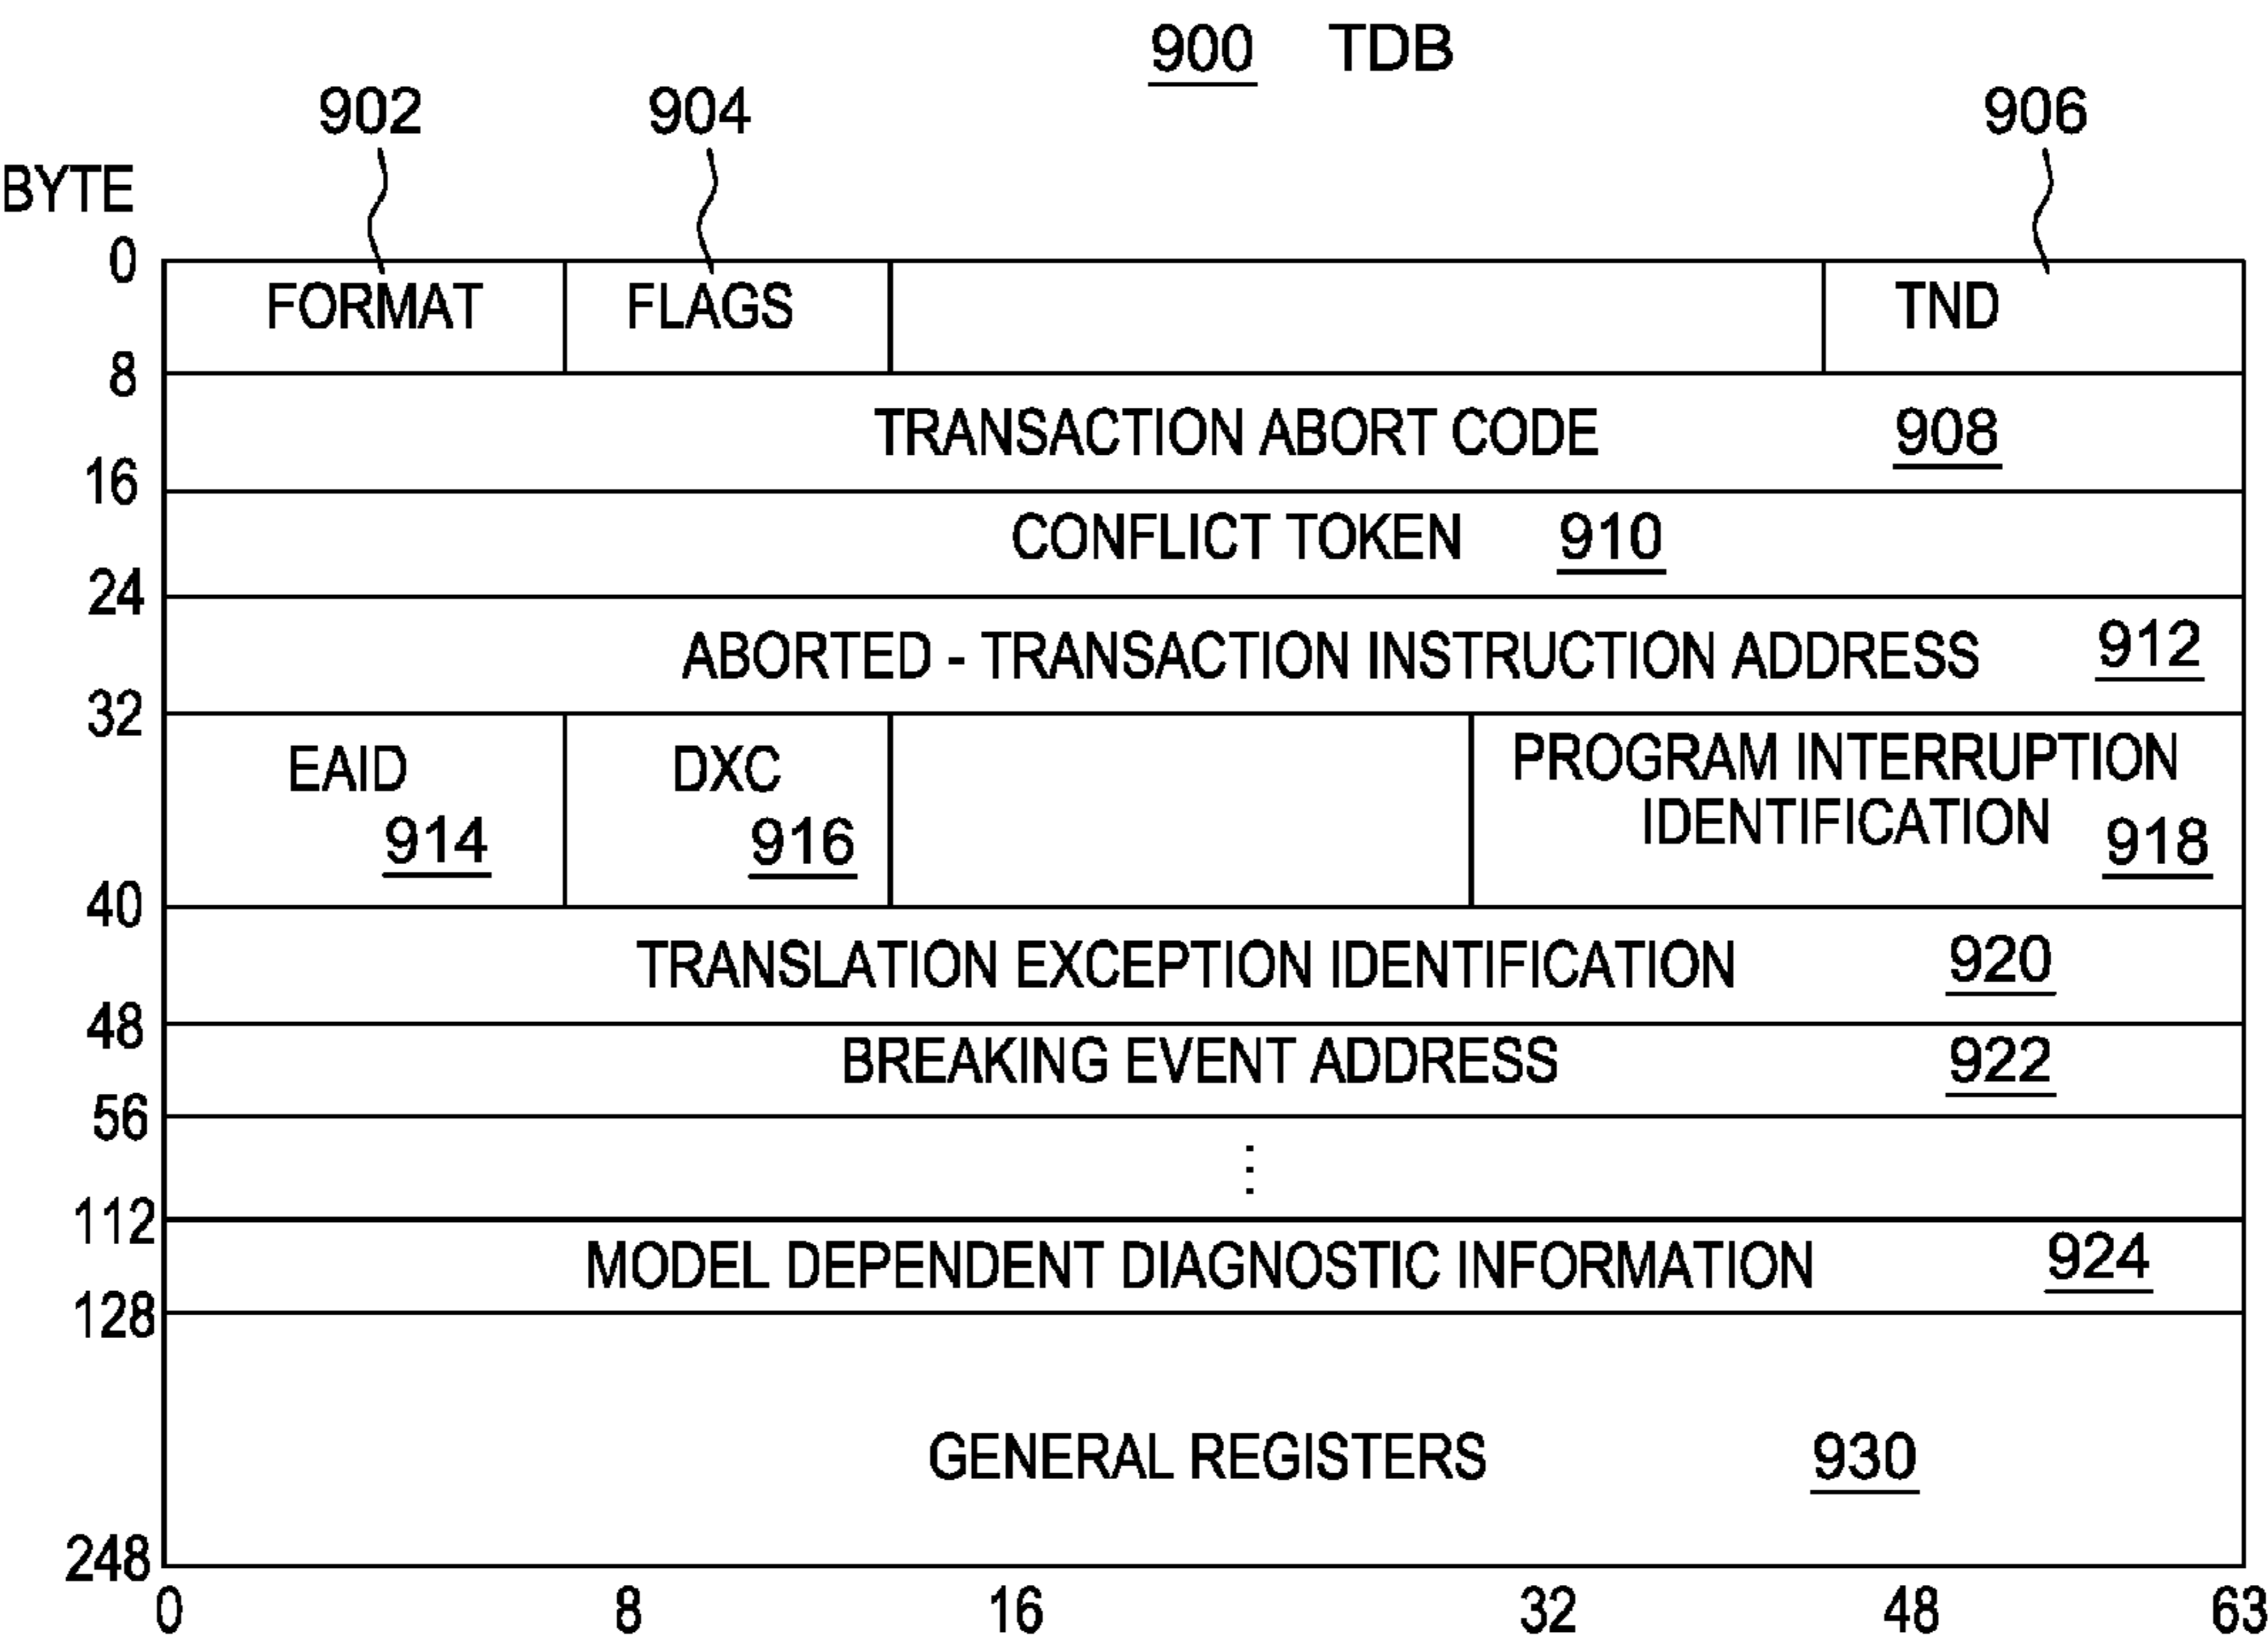 900 TDB
902 904 906
BYTE
0
FORMAT FLAGS TND
8
TRANSACTION ABORT CODE 908
16
CONFLICT TOKEN 910
24
ABORTED - TRANSACTION INSTRUCTION ADDRESS 912
32
EAID DXC PROGRAM INTERRUPTION
IDENTIFICATION
914 916 918
40
TRANSLATION EXCEPTION IDENTIFICATION 920
48
BREAKING EVENT ADDRESS 922
56
⋮
112
MODEL DEPENDENT DIAGNOSTIC INFORMATION 924
128
GENERAL REGISTERS 930
248
0 8 16 32 48 63